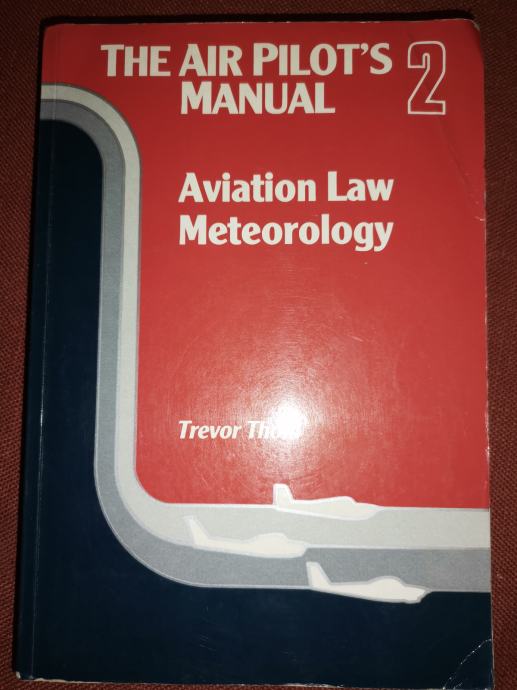 THE AIR PILOT'S
MANUAL
2
Aviation Law
Meteorology
Trevor